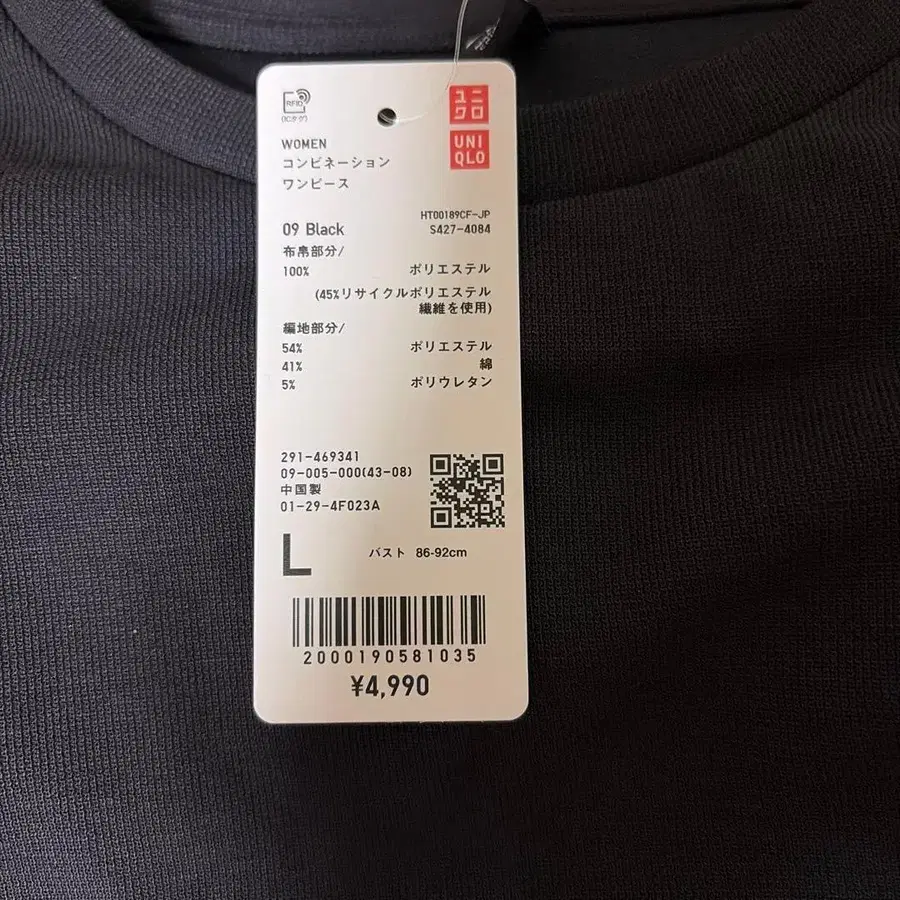 RFID
(ICタグ)
ユニ
クロ
UNI
QLO
WOMEN
コンビネーション
ワンピース
09 Black
HT00189CF-JP
S427-4084
布帛部分/
100% ポリエステル
(45%リサイクルポリエステル
繊維を使用)
編地部分/
54% ポリエステル
41% 綿
5% ポリウレタン
291-469341
09-005-000(43-08)
中国製
01-29-4F023A
L バスト 86-92cm
2000190581035
¥4,990